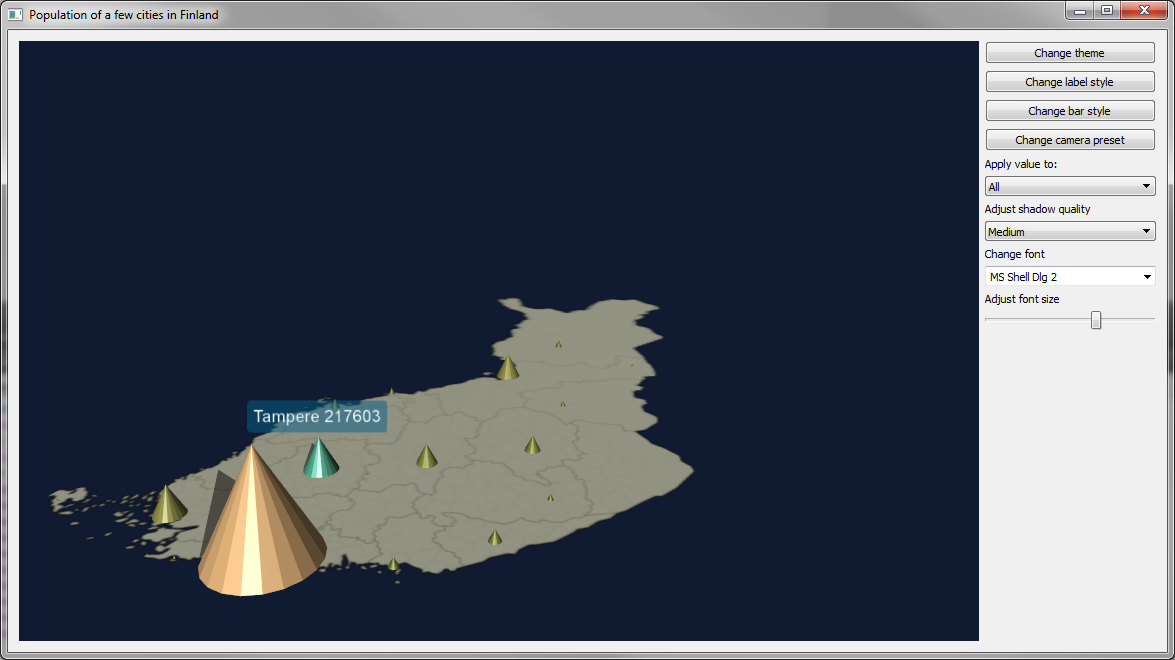 Population of a few cities in Finland
Change theme
Change label style
Change bar style
Change camera preset
Apply value to:
All
Adjust shadow quality
Medium
Change font
MS Shell Dlg 2
Adjust font size
Tampere 217603